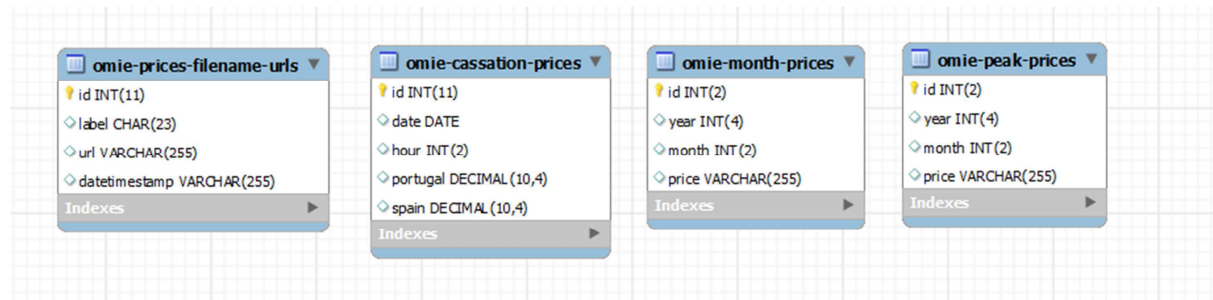 omie-prices-filename-urls
id INT(11)
label CHAR(23)
url VARCHAR(255)
datetimestamp VARCHAR(255)
Indexes
omie-cassation-prices
id INT(11)
date DATE
hour INT(2)
portugal DECIMAL(10,4)
spain DECIMAL(10,4)
Indexes
omie-month-prices
id INT(2)
year INT(4)
month INT(2)
price VARCHAR(255)
Indexes
omie-peak-prices
id INT(2)
year INT(4)
month INT(2)
price VARCHAR(255)
Indexes